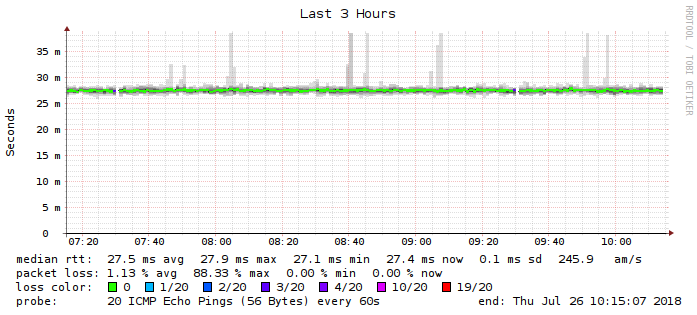 Last 3 Hours
RRDTOOL / TOBI OETIKER
Seconds
35 m
30 m
25 m
20 m
15 m
10 m
5 m
0
07:20 07:40 08:00 08:20 08:40 09:00 09:20 09:40 10:00
median rtt: 27.5 ms avg 27.9 ms max 27.1 ms min 27.4 ms now 0.1 ms sd 245.9 am/s
packet loss: 1.13 % avg 88.33 % max 0.00 % min 0.00 % now
loss color: 0 1/20 2/20 3/20 4/20 10/20 19/20
probe: 20 ICMP Echo Pings (56 Bytes) every 60s end: Thu Jul 26 10:15:07 2018